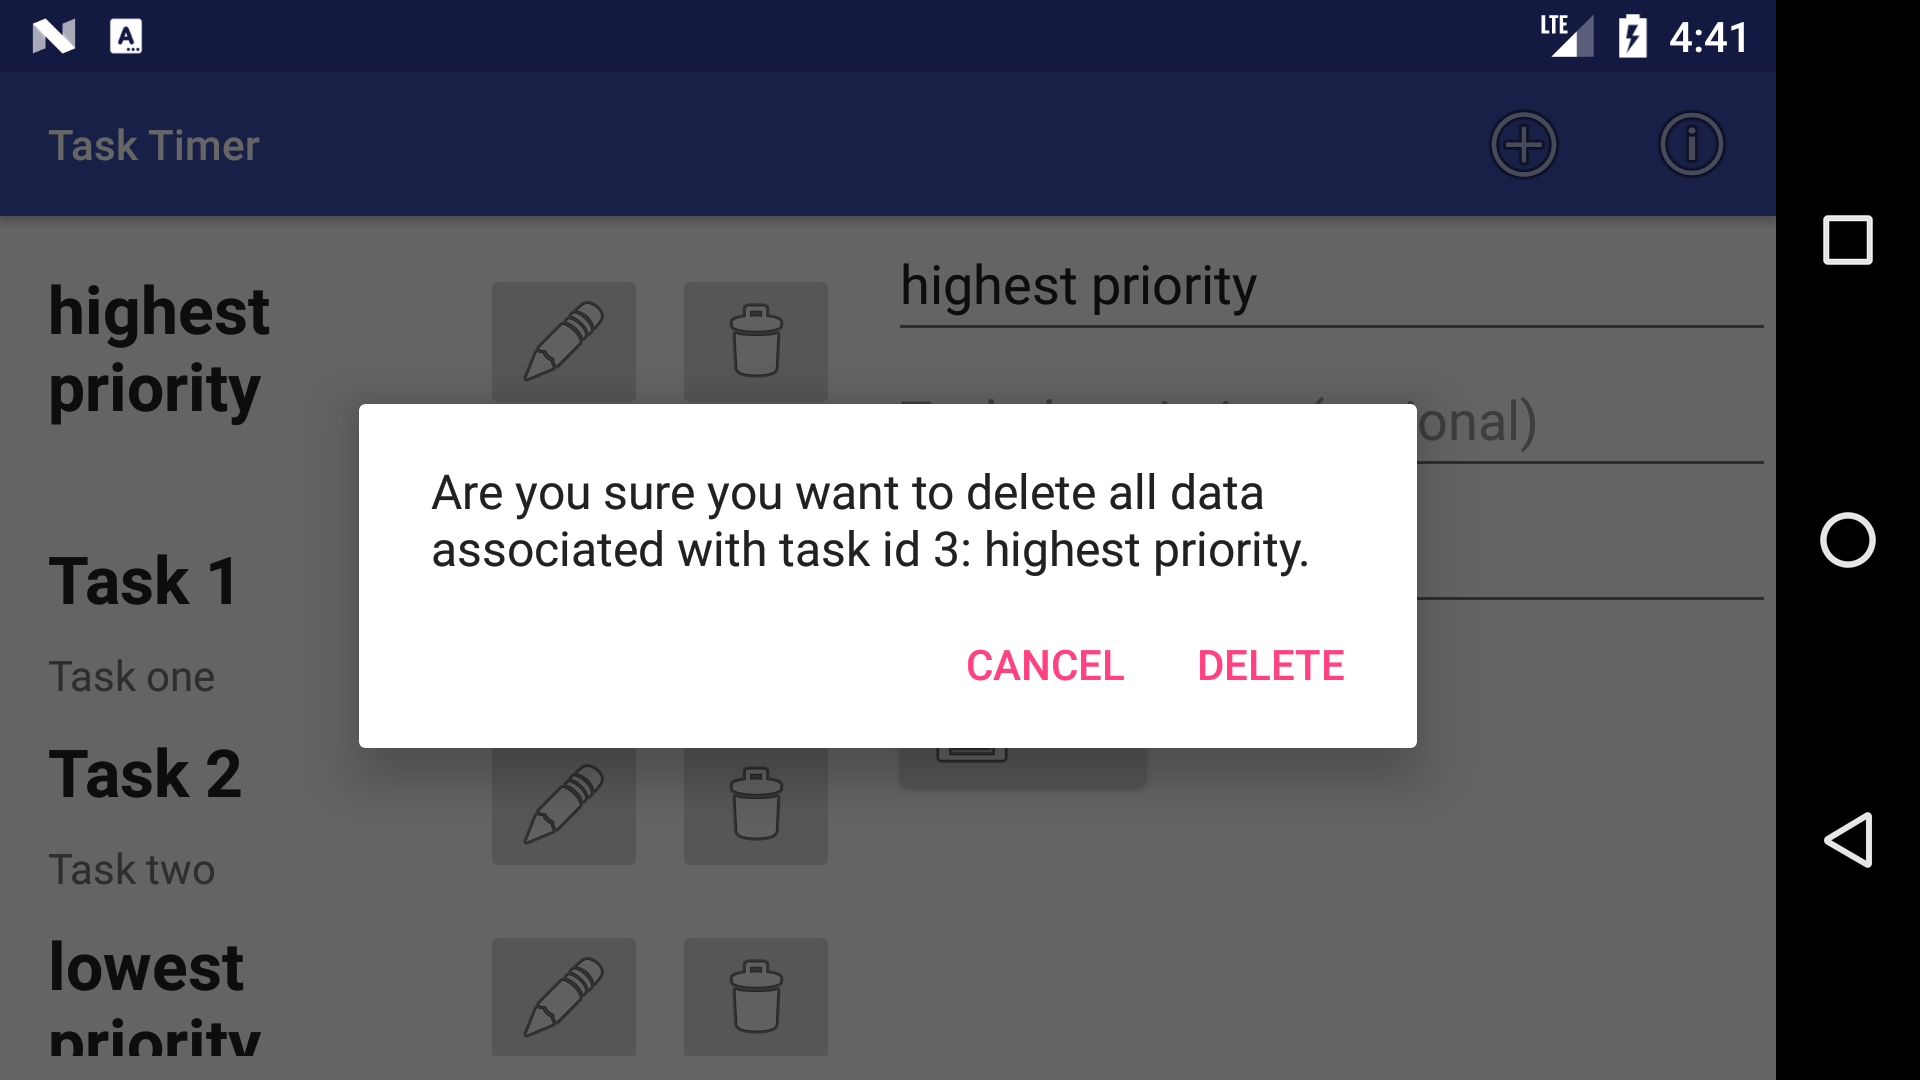 LTE 4:41
Task Timer
highest
priority
highest priority
onal)
Are you sure you want to delete all data
associated with task id 3: highest priority.
CANCEL DELETE
Task 1
Task one
Task 2
Task two
lowest
priority